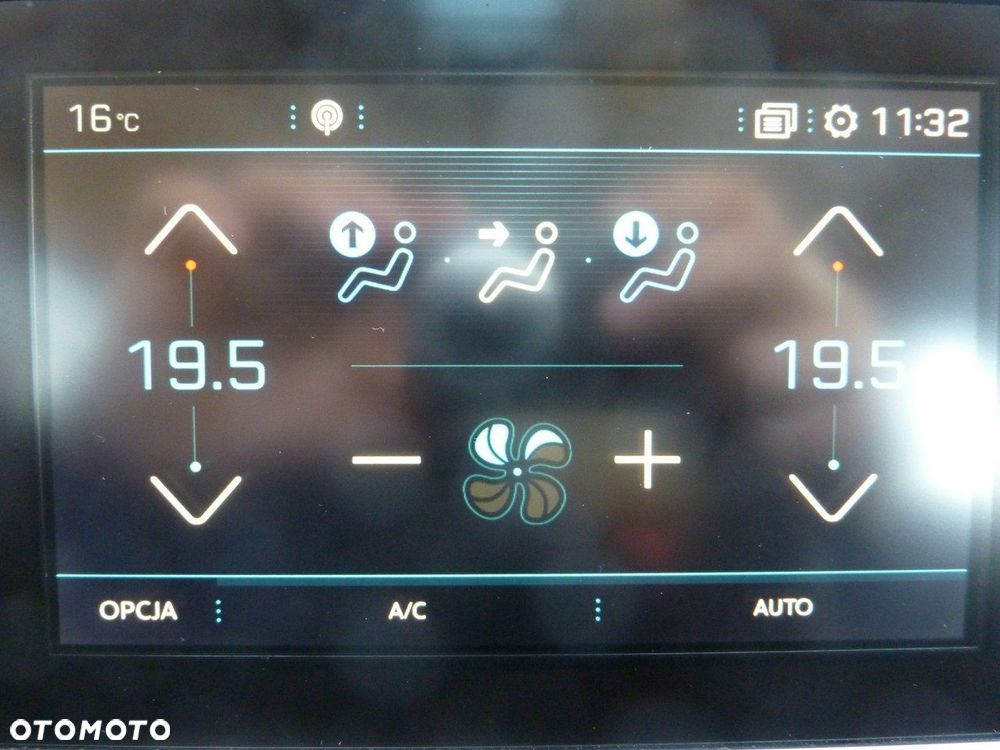 16°C 11:32
19.5 19.5
OPCJA A/C AUTO
OTOMOTO